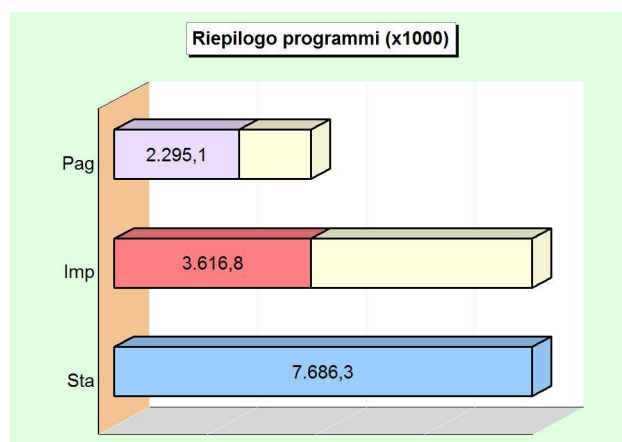 Riepilogo programmi (x1000)
Pag
2.295,1
Imp
3.616,8
Sta
7.686,3